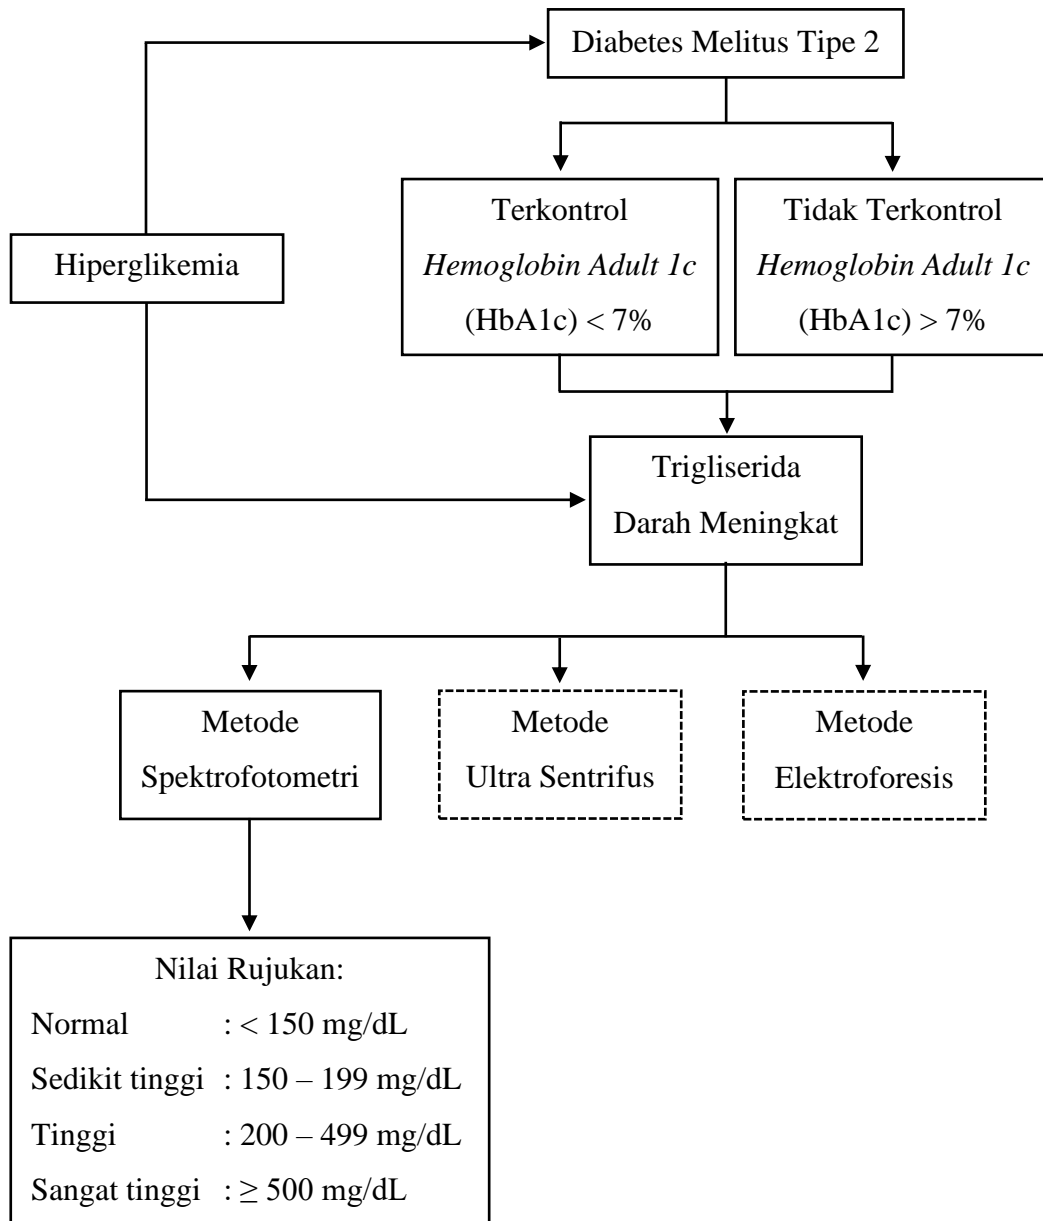 Diabetes Melitus Tipe 2
Terkontrol
Hemoglobin Adult 1c
(HbA1c) < 7%
Tidak Terkontrol
Hemoglobin Adult 1c
(HbA1c) > 7%
Hiperglikemia
Trigliserida
Darah Meningkat
Metode
Spektrofotometri
Metode
Ultra Sentrifus
Metode
Elektroforesis
Nilai Rujukan:
Normal : < 150 mg/dL
Sedikit tinggi : 150 – 199 mg/dL
Tinggi : 200 – 499 mg/dL
Sangat tinggi : ≥ 500 mg/dL